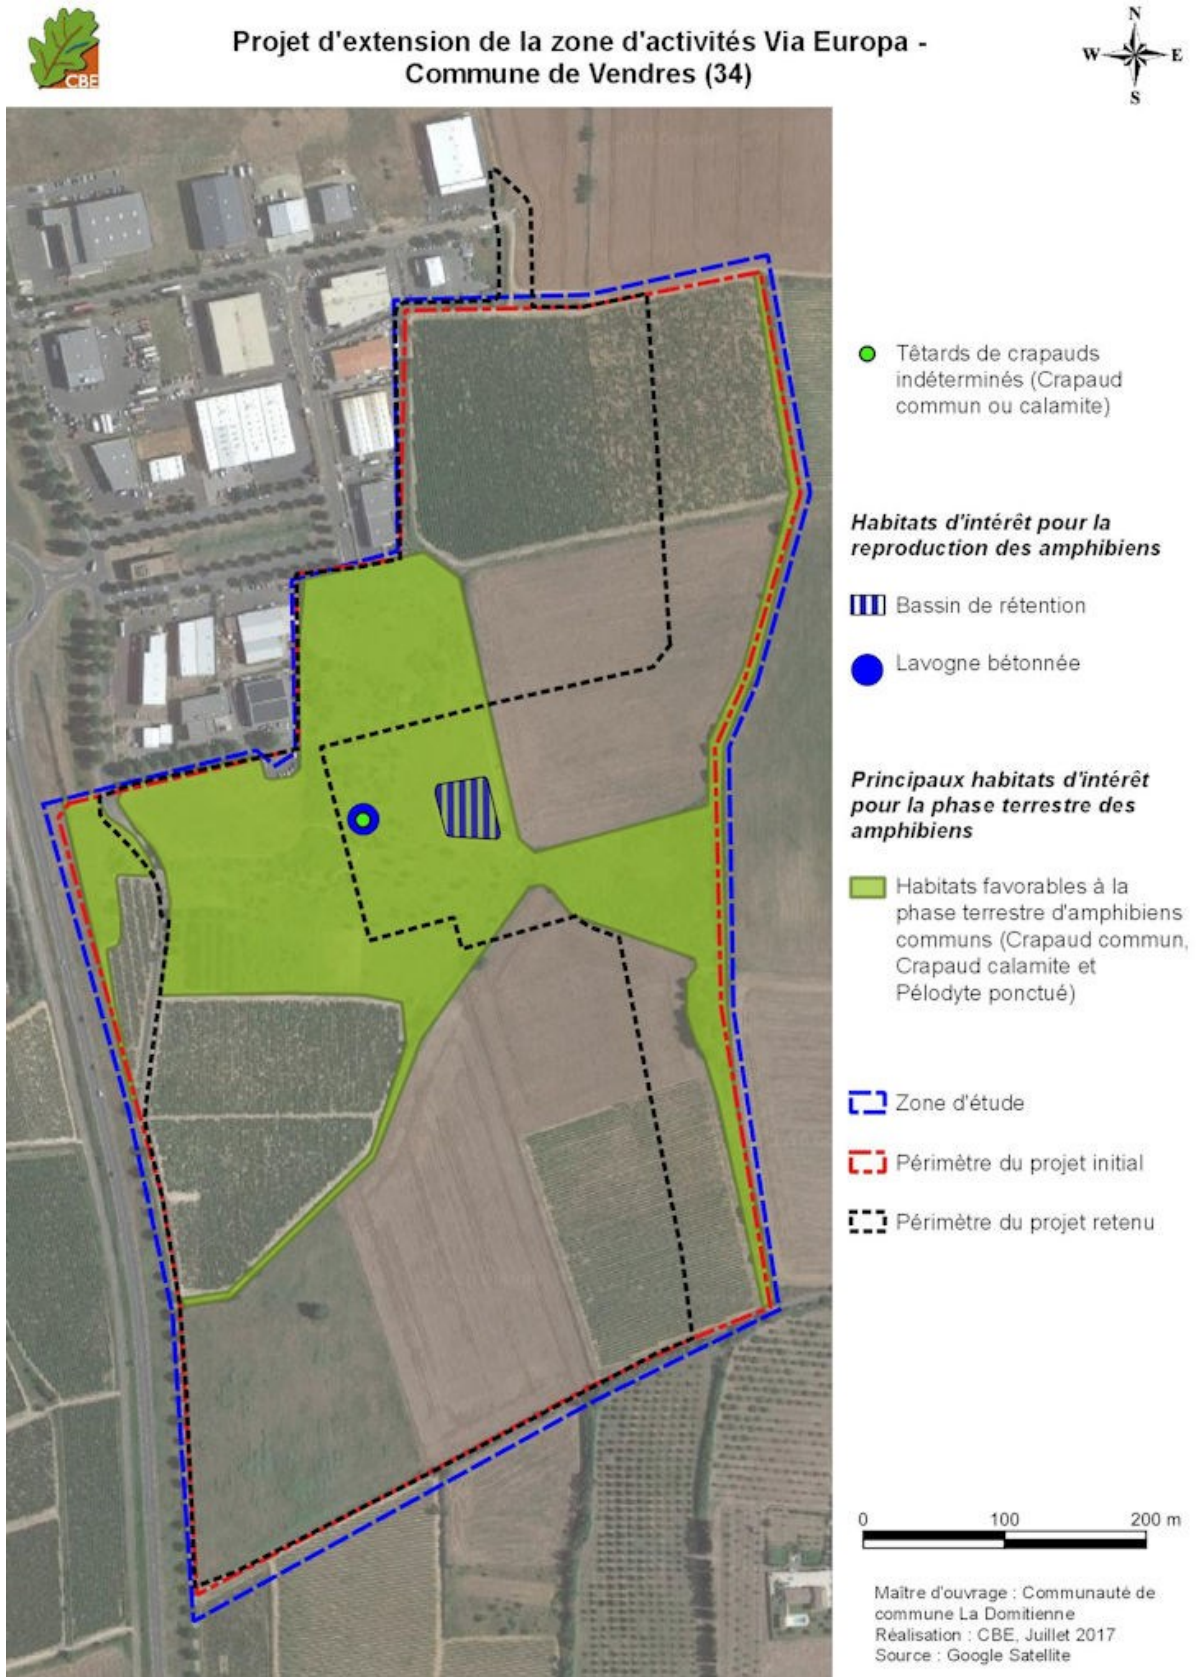 CBE
Projet d'extension de la zone d'activités Via Europa -
Commune de Vendres (34)
N
W
E
S
Têtards de crapauds
indéterminés (Crapaud
commun ou calamite)
Habitats d'intérêt pour la
reproduction des amphibiens
Bassin de rétention
Lavogne bétonnée
Principaux habitats d'intérêt
pour la phase terrestre des
amphibiens
Habitats favorables à la
phase terrestre d'amphibiens
communs (Crapaud commun,
Crapaud calamite et
Pélodyte ponctué)
Zone d'étude
Périmètre du projet initial
Périmètre du projet retenu
0 100 200 m
Maître d'ouvrage : Communauté de
commune La Domitienne
Réalisation : CBE, Juillet 2017
Source : Google Satellite